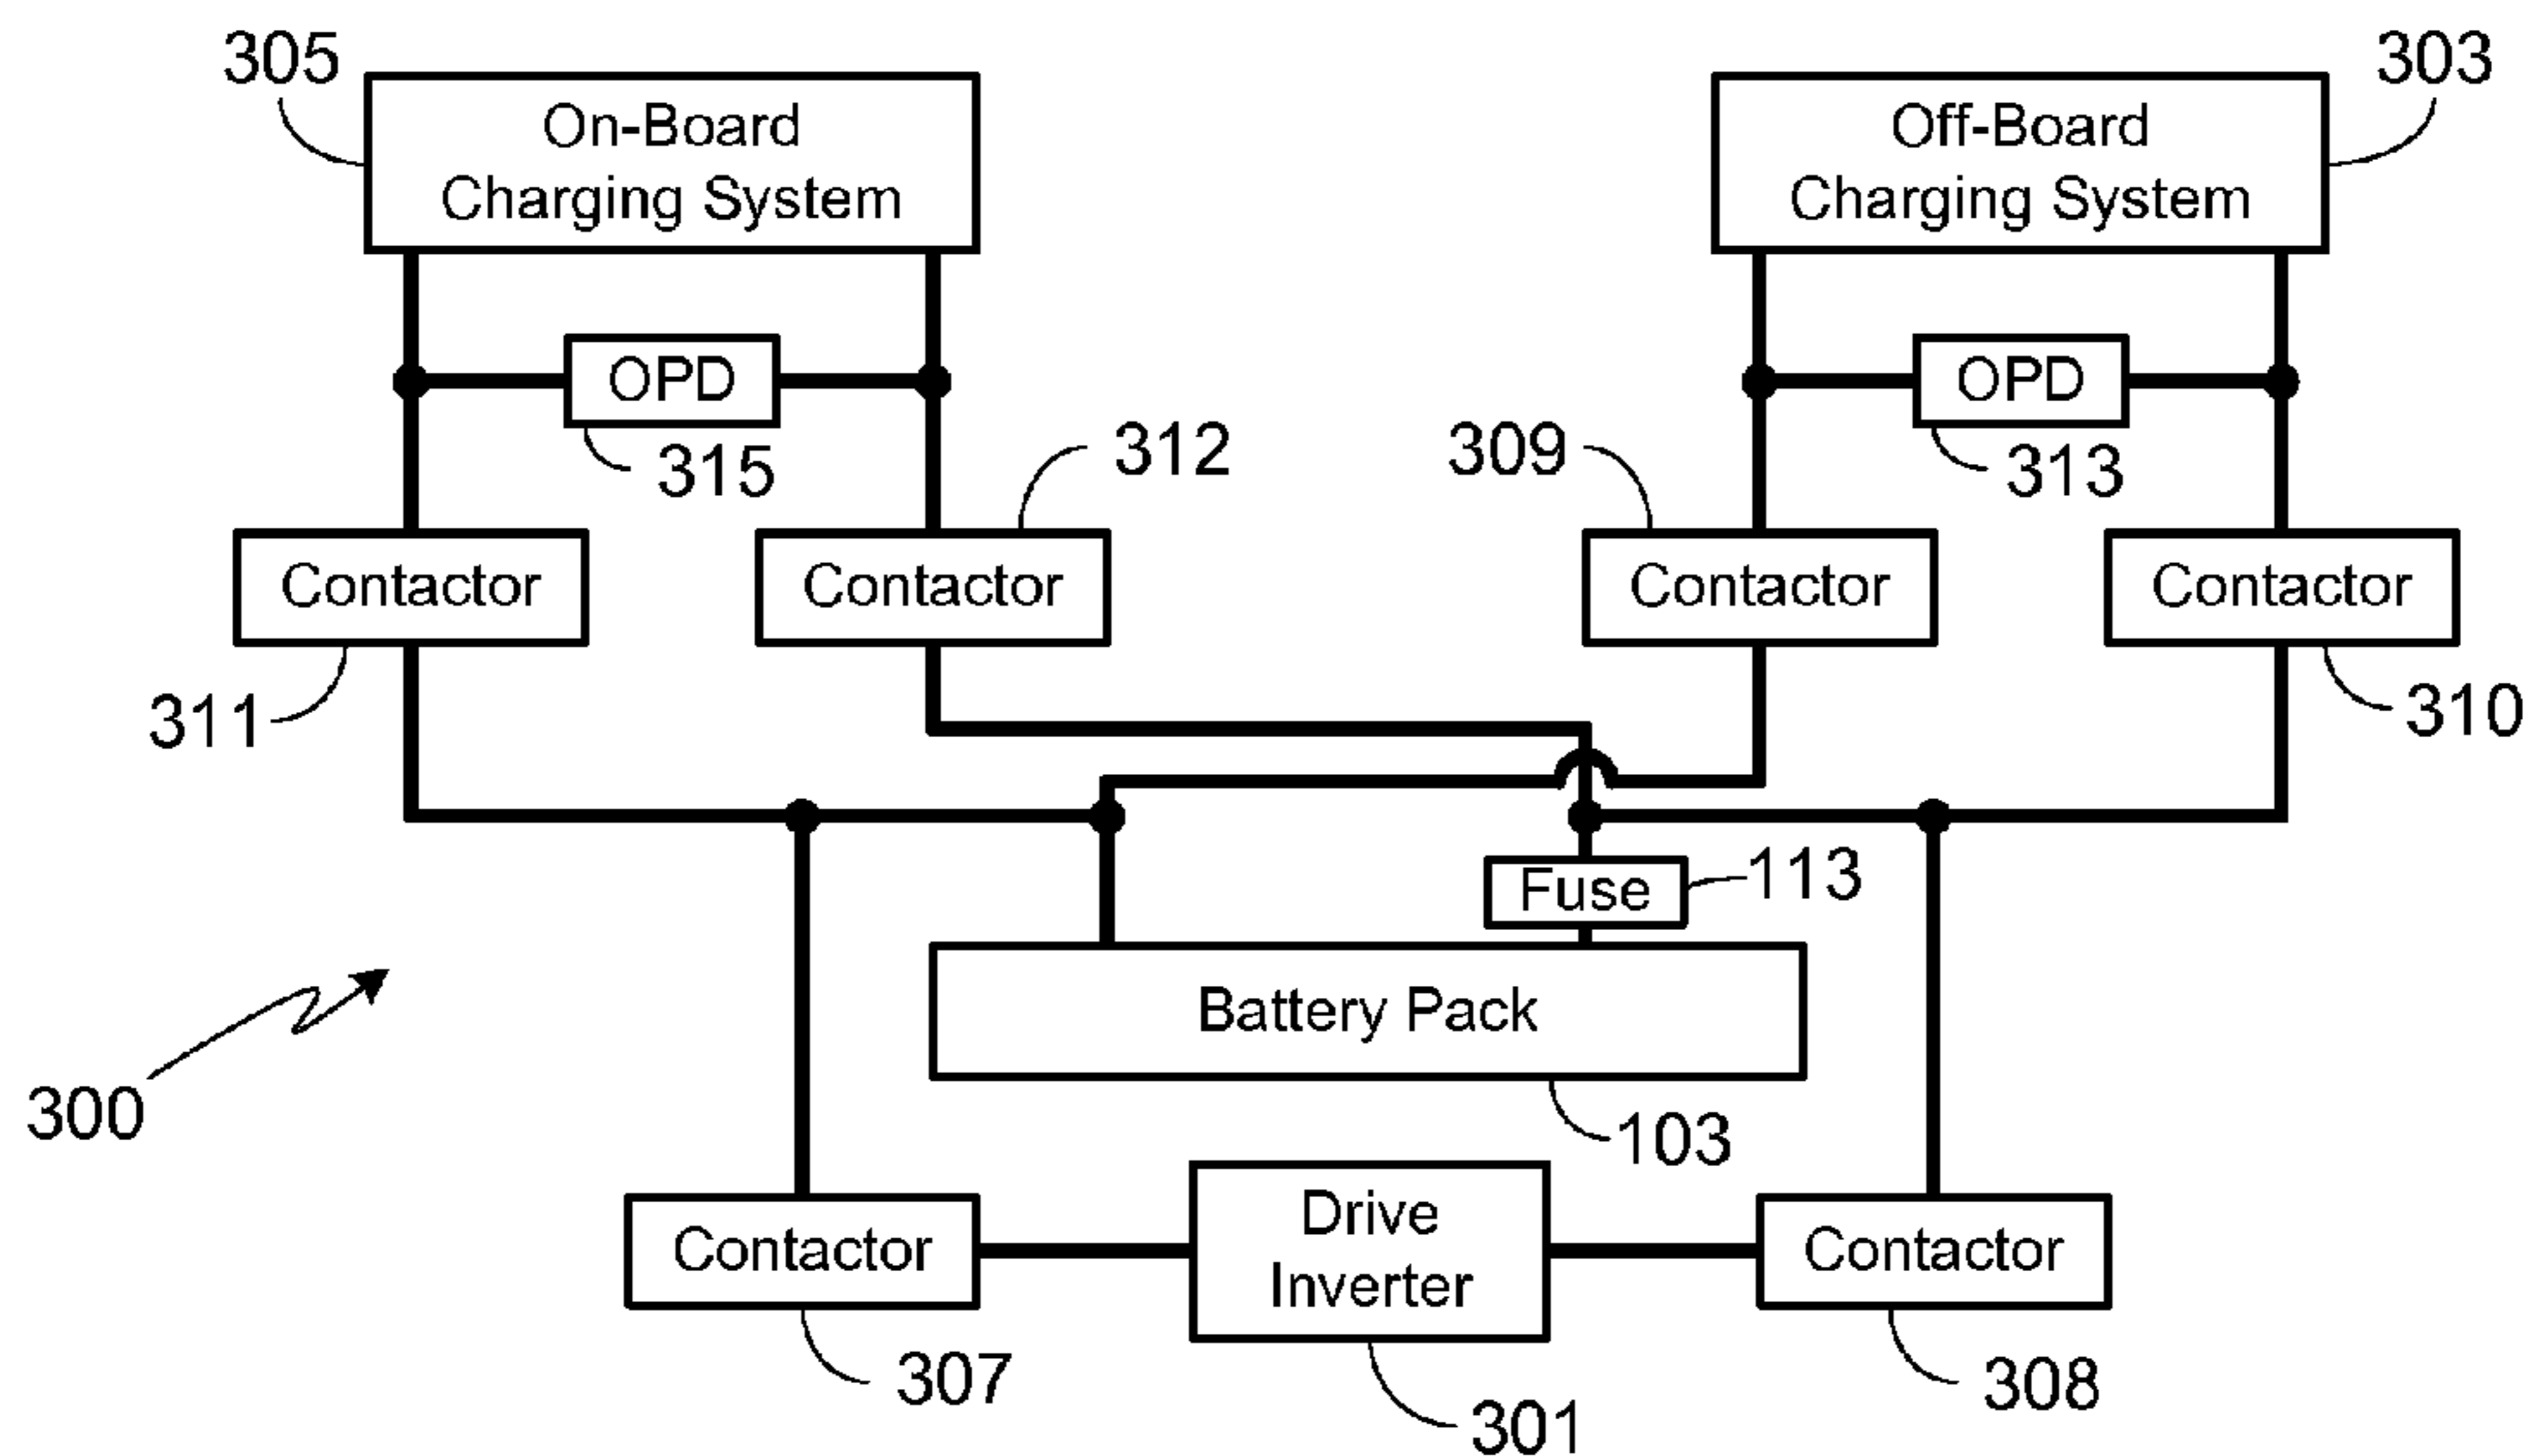 305
On-Board
Charging System
303
Off-Board
Charging System
OPD
315
OPD
313
312
309
Contactor
Contactor
Contactor
Contactor
311
310
Fuse
113
Battery Pack
103
300
Contactor
307
Drive
Inverter
301
Contactor
308